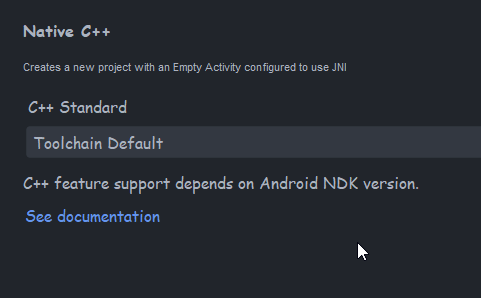 Native C++
Creates a new project with an Empty Activity configured to use JNI
C++ Standard
Toolchain Default
C++ feature support depends on Android NDK version.
See documentation